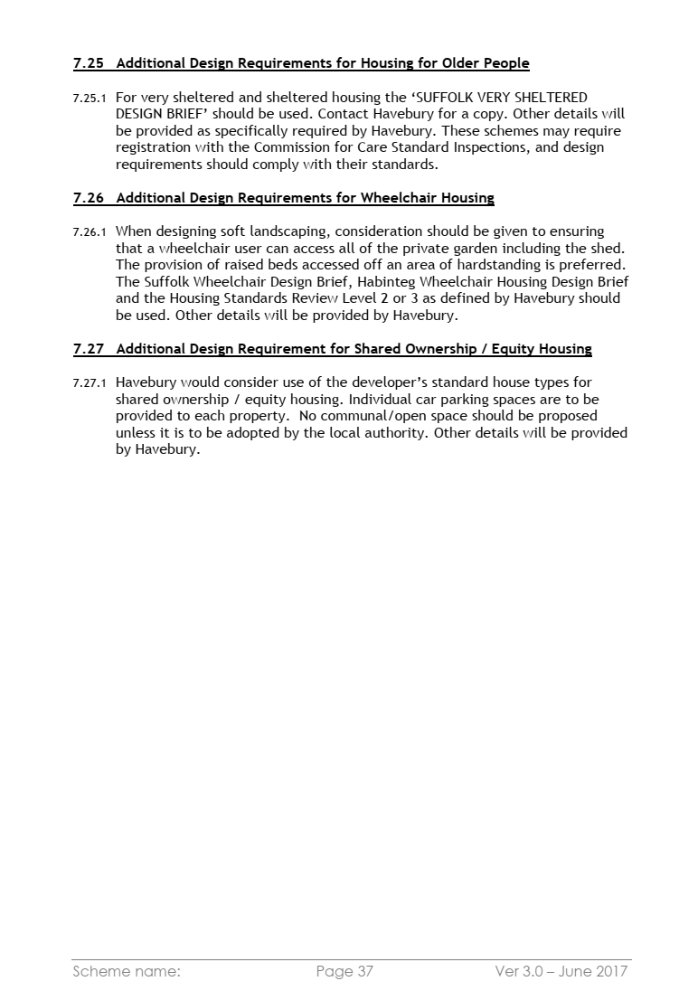 7.25 Additional Design Requirements for Housing for Older People
7.25.1 For very sheltered and sheltered housing the ‘SUFFOLK VERY SHELTERED
DESIGN BRIEF’ should be used. Contact Havebury for a copy. Other details will
be provided as specifically required by Havebury. These schemes may require
registration with the Commission for Care Standard Inspections, and design
requirements should comply with their standards.
7.26 Additional Design Requirements for Wheelchair Housing
7.26.1 When designing soft landscaping, consideration should be given to ensuring
that a wheelchair user can access all of the private garden including the shed.
The provision of raised beds accessed off an area of hardstanding is preferred.
The Suffolk Wheelchair Design Brief, Habinteg Wheelchair Housing Design Brief
and the Housing Standards Review Level 2 or 3 as defined by Havebury should
be used. Other details will be provided by Havebury.
7.27 Additional Design Requirement for Shared Ownership / Equity Housing
7.27.1 Havebury would consider use of the developer’s standard house types for
shared ownership / equity housing. Individual car parking spaces are to be
provided to each property.  No communal/open space should be proposed
unless it is to be adopted by the local authority. Other details will be provided
by Havebury.
Scheme name: Page 37 Ver 3.0 – June 2017